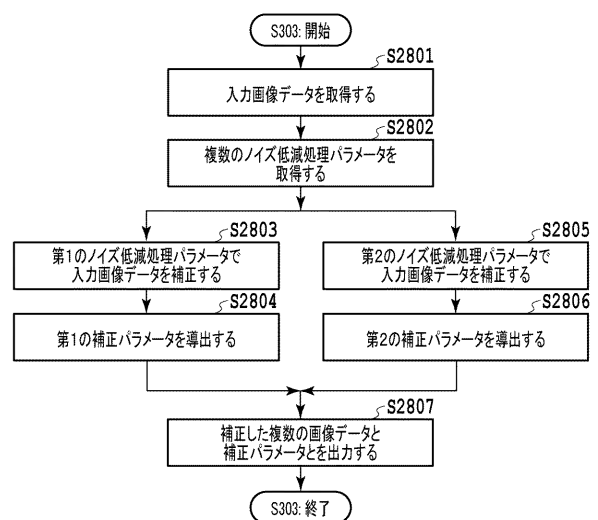 S303: 開始
S2801
入力画像データを取得する
S2802
複数のノイズ低減処理パラメータを
取得する
S2803
第1のノイズ低減処理パラメータで
入力画像データを補正する
S2804
第1の補正パラメータを導出する
S2805
第2のノイズ低減処理パラメータで
入力画像データを補正する
S2806
第2の補正パラメータを導出する
S2807
補正した複数の画像データと
補正パラメータとを出力する
S303: 終了